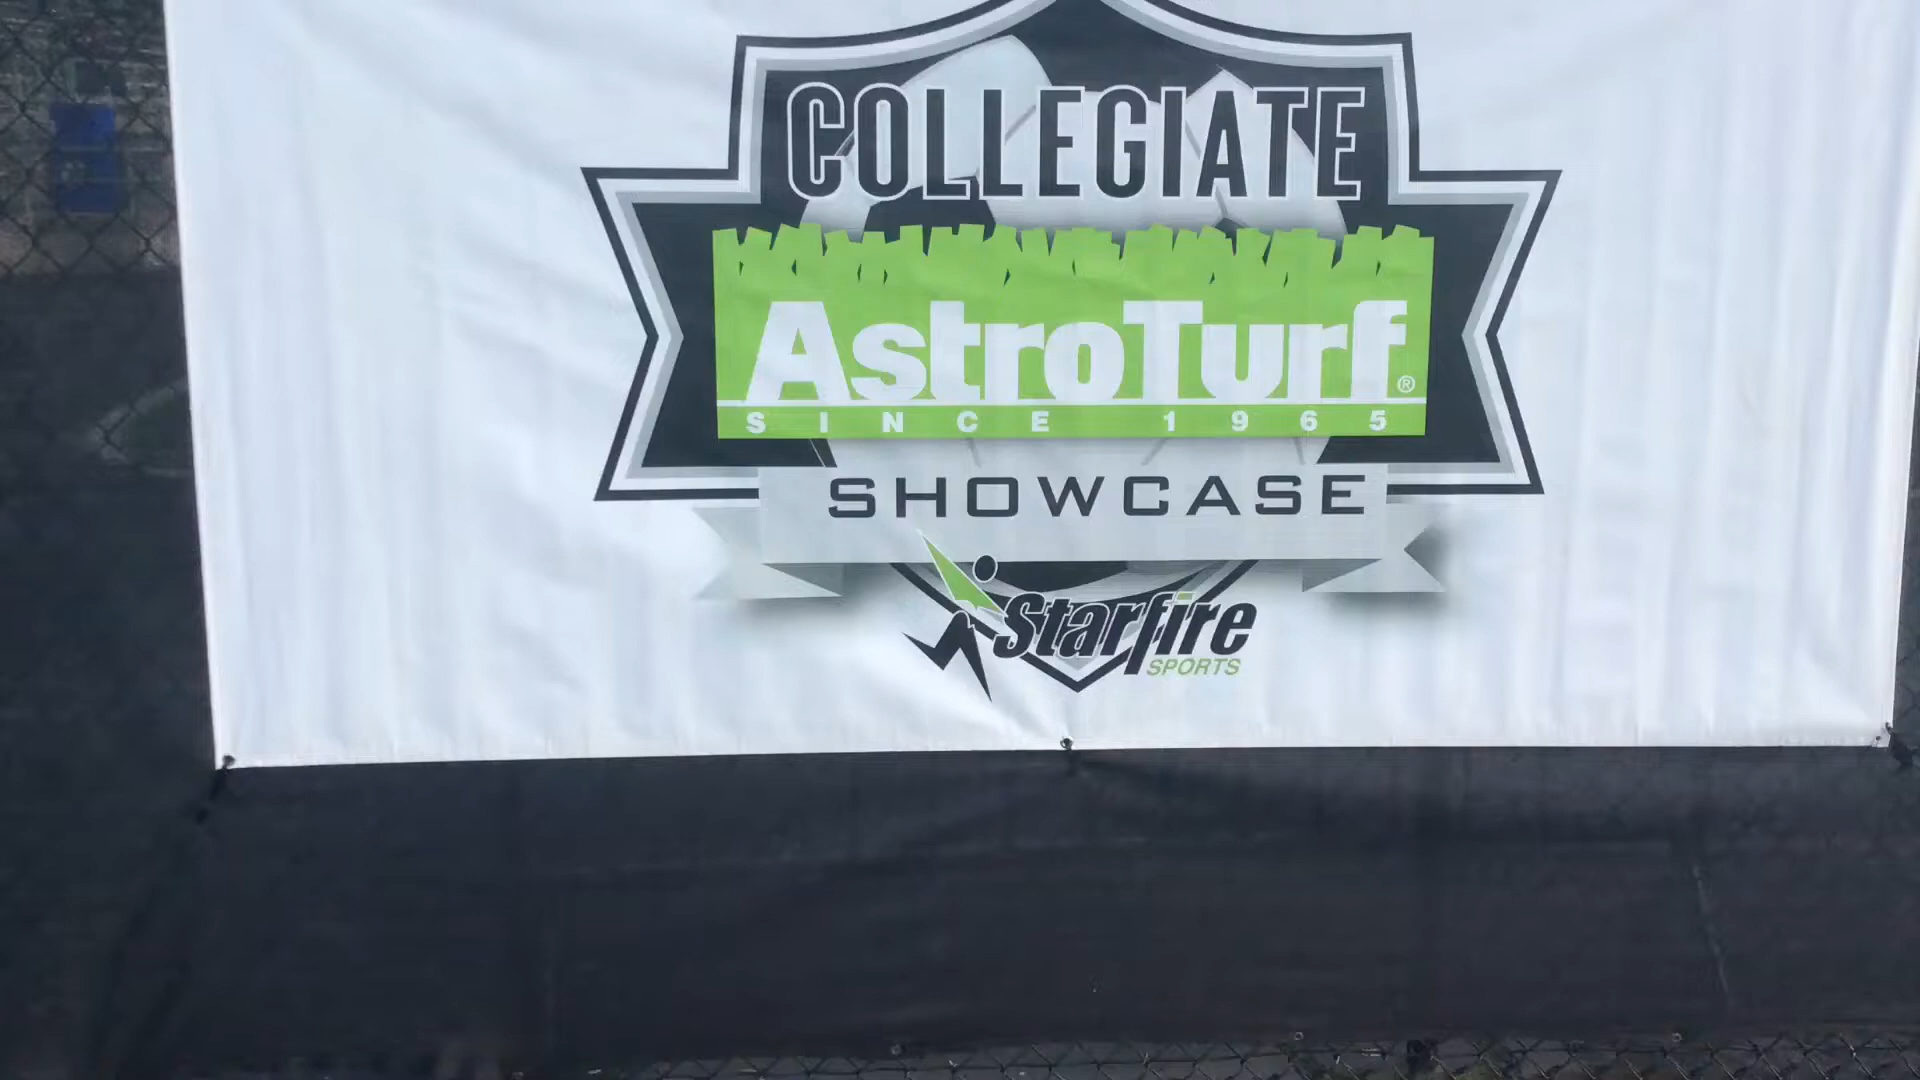 COLLEGIATE
AstroTurf®
SINCE 1965
SHOWCASE
Starfire
SPORTS